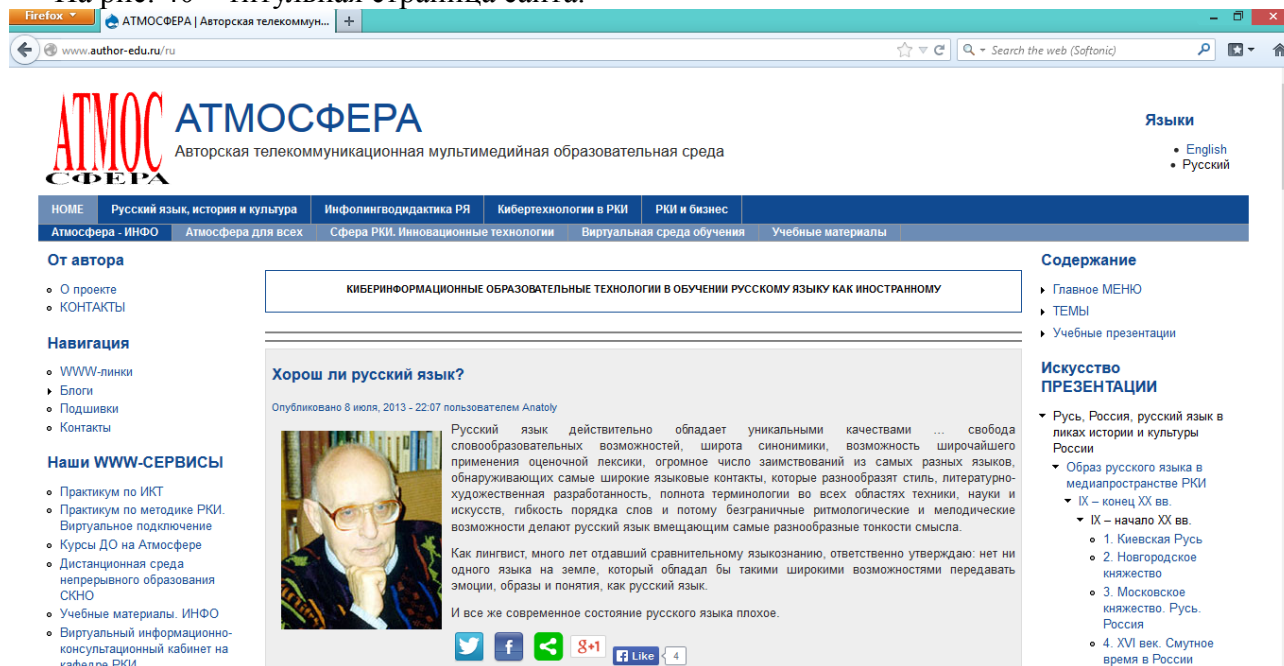 Firefox
АТМОСФЕРА | Авторская телекоммун...
www.author-edu.ru/ru
Search the web (Softonic)
АТМОС
СФЕРА
АТМОСФЕРА
Авторская телекоммуникационная мультимедийная образовательная среда
Языки
English
Русский
HOME Русский язык, история и культура Инфолингводидактика РЯ Кибертехнологии в РКИ РКИ и бизнес
Атмосфера - ИНФО Атмосфера для всех Сфера РКИ. Инновационные технологии Виртуальная среда обучения Учебные материалы
От автора
О проекте
КОНТАКТЫ
Навигация
WWW-линки
Блоги
Подшивки
Контакты
Наши WWW-СЕРВИСЫ
Практикум по ИКТ
Практикум по методике РКИ.
Виртуальное подключение
Курсы ДО на Атмосфере
Дистанционная среда
непрерывного образования
СКНО
Учебные материалы. ИНФО
Виртуальный информационно-
консультационный кабинет на
кафедре РКИ
КИБЕРИНФОРМАЦИОННЫЕ ОБРАЗОВАТЕЛЬНЫЕ ТЕХНОЛОГИИ В ОБУЧЕНИИ РУССКОМУ ЯЗЫКУ КАК ИНОСТРАННОМУ
Хорош ли русский язык?
Опубликовано 8 июля, 2013 - 22:07 пользователем Anatoly
Русский язык действительно обладает уникальными качествами ... свобода
словообразовательных возможностей, широта синонимики, возможность широчайшего
применения оценочной лексики, огромное число заимствований из самых разных языков,
обнаруживающих самые широкие языковые контакты, которые разнообразят стиль, литературно-
художественная разработанность, полнота терминологии во всех областях техники, науки и
искусств, гибкость порядка слов и потому безграничные ритмологические и мелодические
возможности делают русский язык вмещающим самые разнообразные тонкости смысла.
Как лингвист, много лет отдавший сравнительному языкознанию, ответственно утверждаю: нет ни
одного языка на земле, который обладал бы такими широкими возможностями передавать
эмоции, образы и понятия, как русский язык.
И все же современное состояние русского языка плохое.
g+1
Like 4
Содержание
Главное МЕНЮ
ТЕМЫ
Учебные презентации
Искусство
ПРЕЗЕНТАЦИИ
Русь, Россия, русский язык в
пиках истории и культуры
России
Образ русского языка в
медиапространстве РКИ
IX – конец XX вв.
IX – начало XX вв.
1. Киевская Русь
2. Новгородское
княжество
3. Московское
княжество. Русь.
Россия
4. XVI век. Смутное
время в России